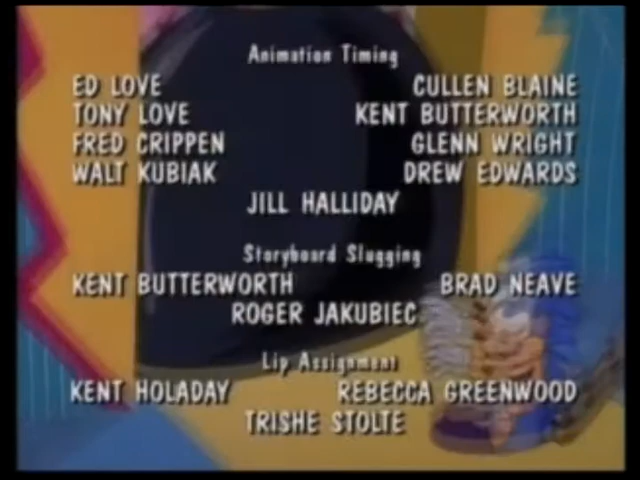 Animation Timing
ED LOVE CULLEN BLAINE
TONY LOVE KENT BUTTERWORTH
FRED CRIPPEN GLENN WRIGHT
WALT KUBIAK DREW EDWARDS
JILL HALLIDAY
Storyboard Slugging
KENT BUTTERWORTH BRAD NEAVE
ROGER JAKUBIEC
Lip Assignment
KENT HOLADAY REBECCA GREENWOOD
TRISHE STOLTE